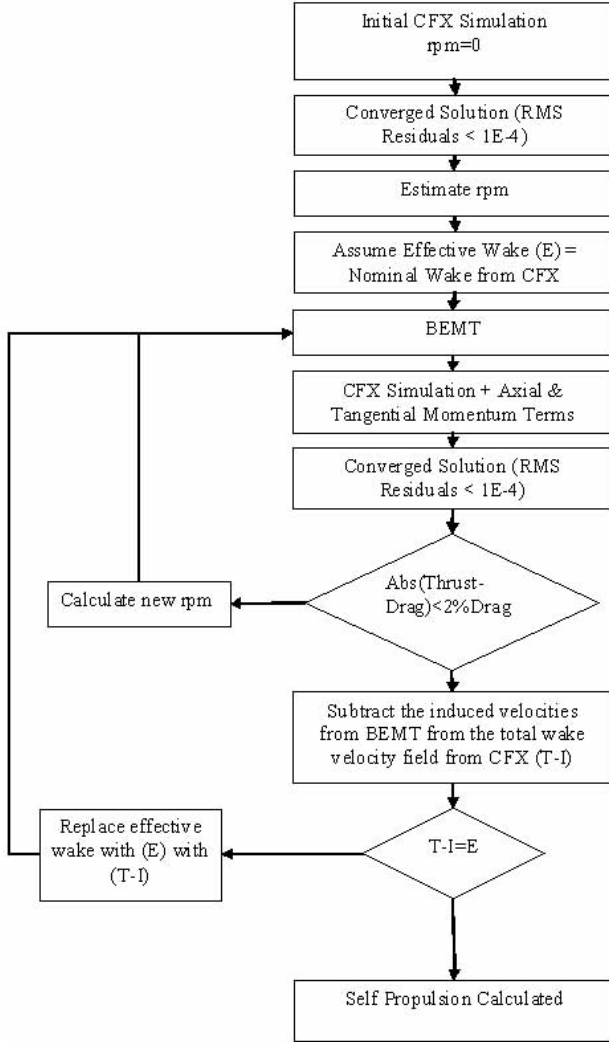 Initial CFX Simulation
rpm=0
Converged Solution (RMS
Residuals < 1E-4)
Estimate rpm
Assume Effective Wake (E) =
Nominal Wake from CFX
BEMT
CFX Simulation + Axial &
Tangential Momentum Terms
Converged Solution (RMS
Residuals < 1E-4)
Abs(Thrust-
Drag)<2%Drag
Calculate new rpm
Subtract the induced velocities
from BEMT from the total wake
velocity field from CFX (T-I)
Replace effective
wake with (E) with
(T-I)
T-I=E
Self Propulsion Calculated